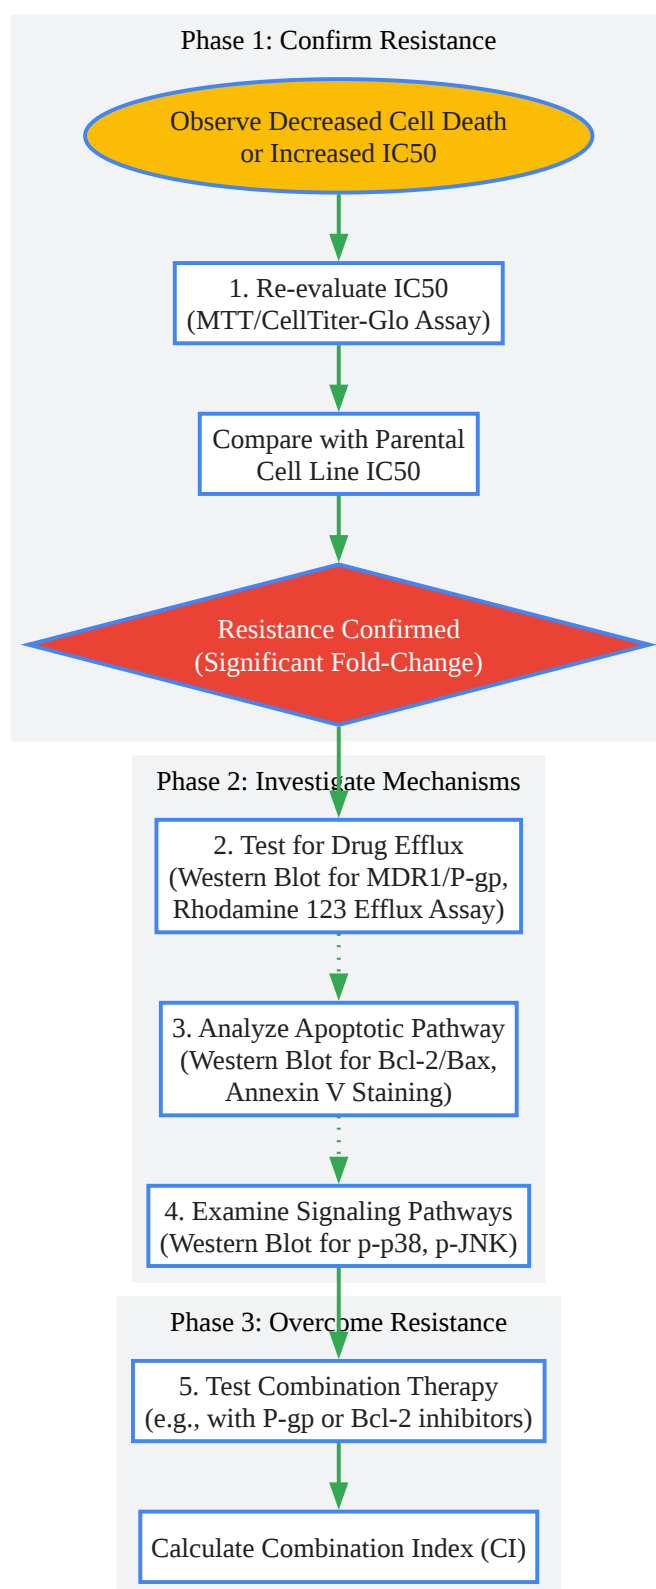 Phase 1: Confirm Resistance
Observe Decreased Cell Death
or Increased IC50
1. Re-evaluate IC50
(MTT/CellTiter-Glo Assay)
Compare with Parental
Cell Line IC50
Resistance Confirmed
(Significant Fold-Change)
Phase 2: Investigate Mechanisms
2. Test for Drug Efflux
(Western Blot for MDR1/P-gp,
Rhodamine 123 Efflux Assay)
3. Analyze Apoptotic Pathway
(Western Blot for Bcl-2/Bax,
Annexin V Staining)
4. Examine Signaling Pathways
(Western Blot for p-p38, p-JNK)
Phase 3: Overcome Resistance
5. Test Combination Therapy
(e.g., with P-gp or Bcl-2 inhibitors)
Calculate Combination Index (CI)